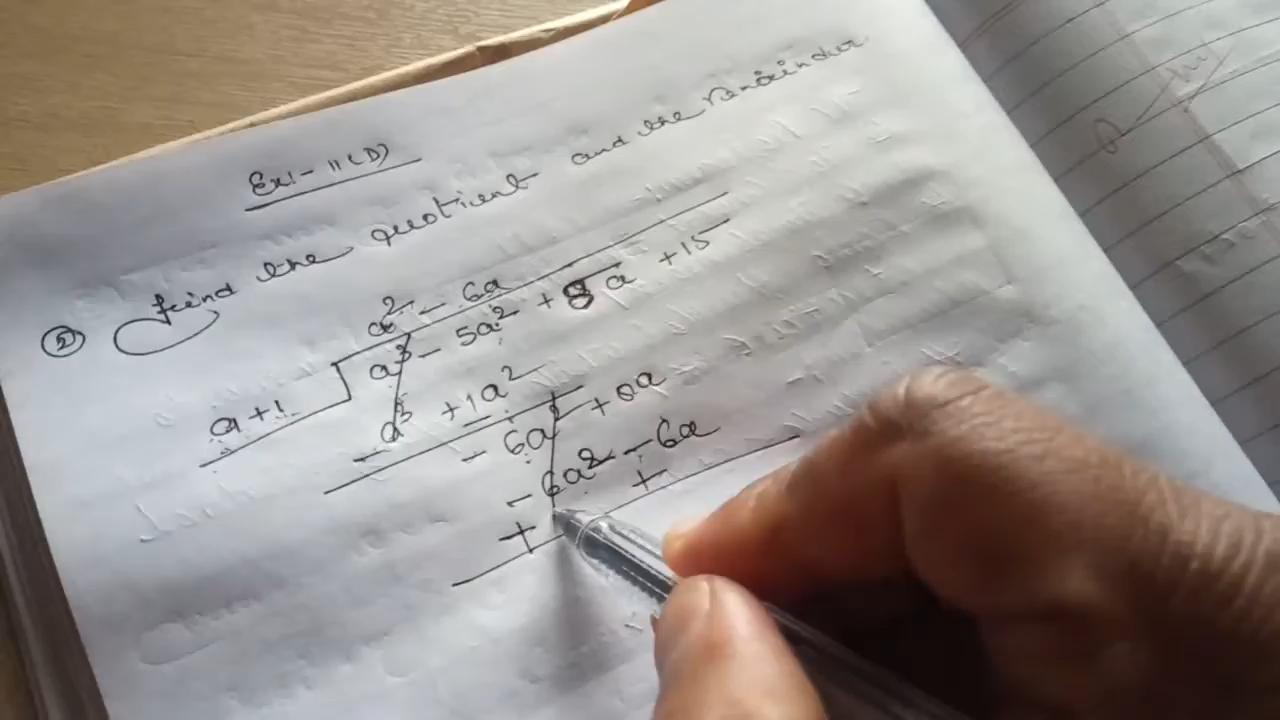 Ex:- 11(D)
② Find the quotient and the remainder
a² - 6a
a+1 a³ - 5a² + 8a + 15
a³ + 1a²
-
- 6a² + 8a
- 6a² - 6a
+ +